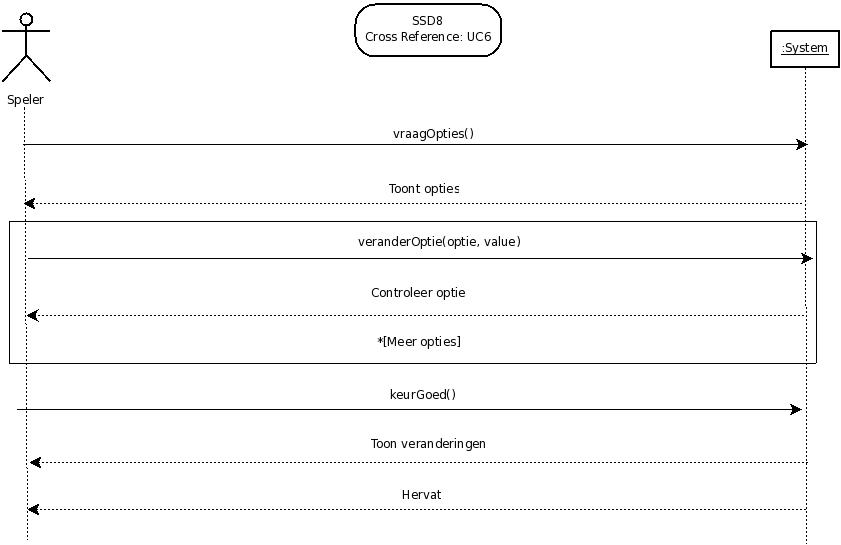 SSD8
Cross Reference: UC6
:System
Speler
vraagOpties()
Toont opties
veranderOptie(optie, value)
Controleer optie
*[Meer opties]
keurGoed()
Toon veranderingen
Hervat